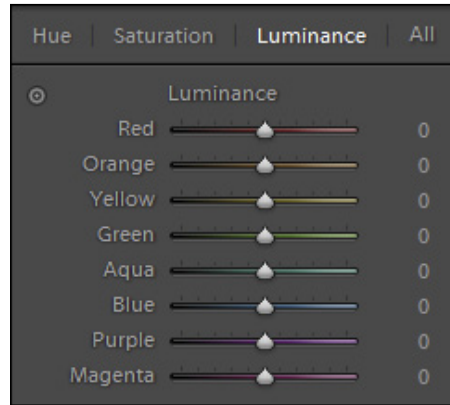 Hue | Saturation | Luminance | All
Luminance
Red 0
Orange 0
Yellow 0
Green 0
Aqua 0
Blue 0
Purple 0
Magenta 0